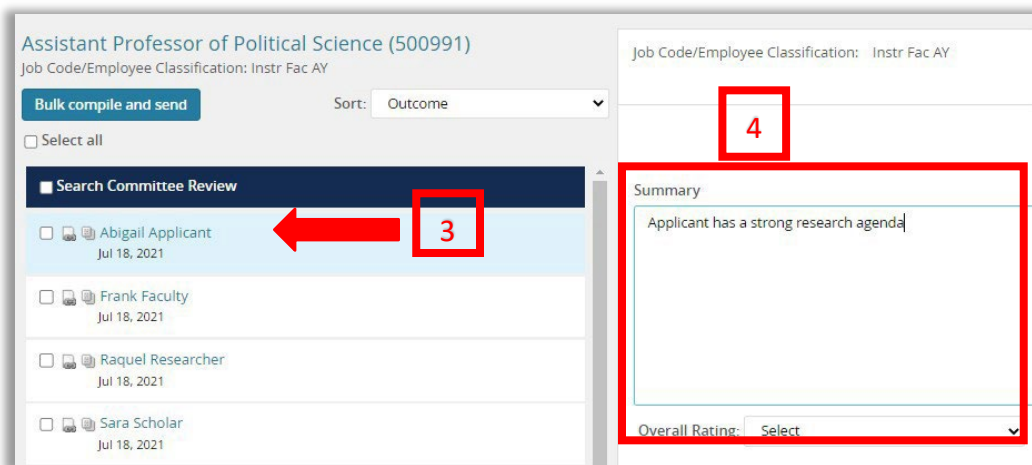 Assistant Professor of Political Science (500991)
Job Code/Employee Classification: Instr Fac AY
Bulk compile and send
Sort: Outcome
Select all
Search Committee Review
Abigail Applicant
Jul 18, 2021
Frank Faculty
Jul 18, 2021
Raquel Researcher
Jul 18, 2021
Sara Scholar
Jul 18, 2021
3
Job Code/Employee Classification: Instr Fac AY
4
Summary
Applicant has a strong research agenda
Overall Rating: Select